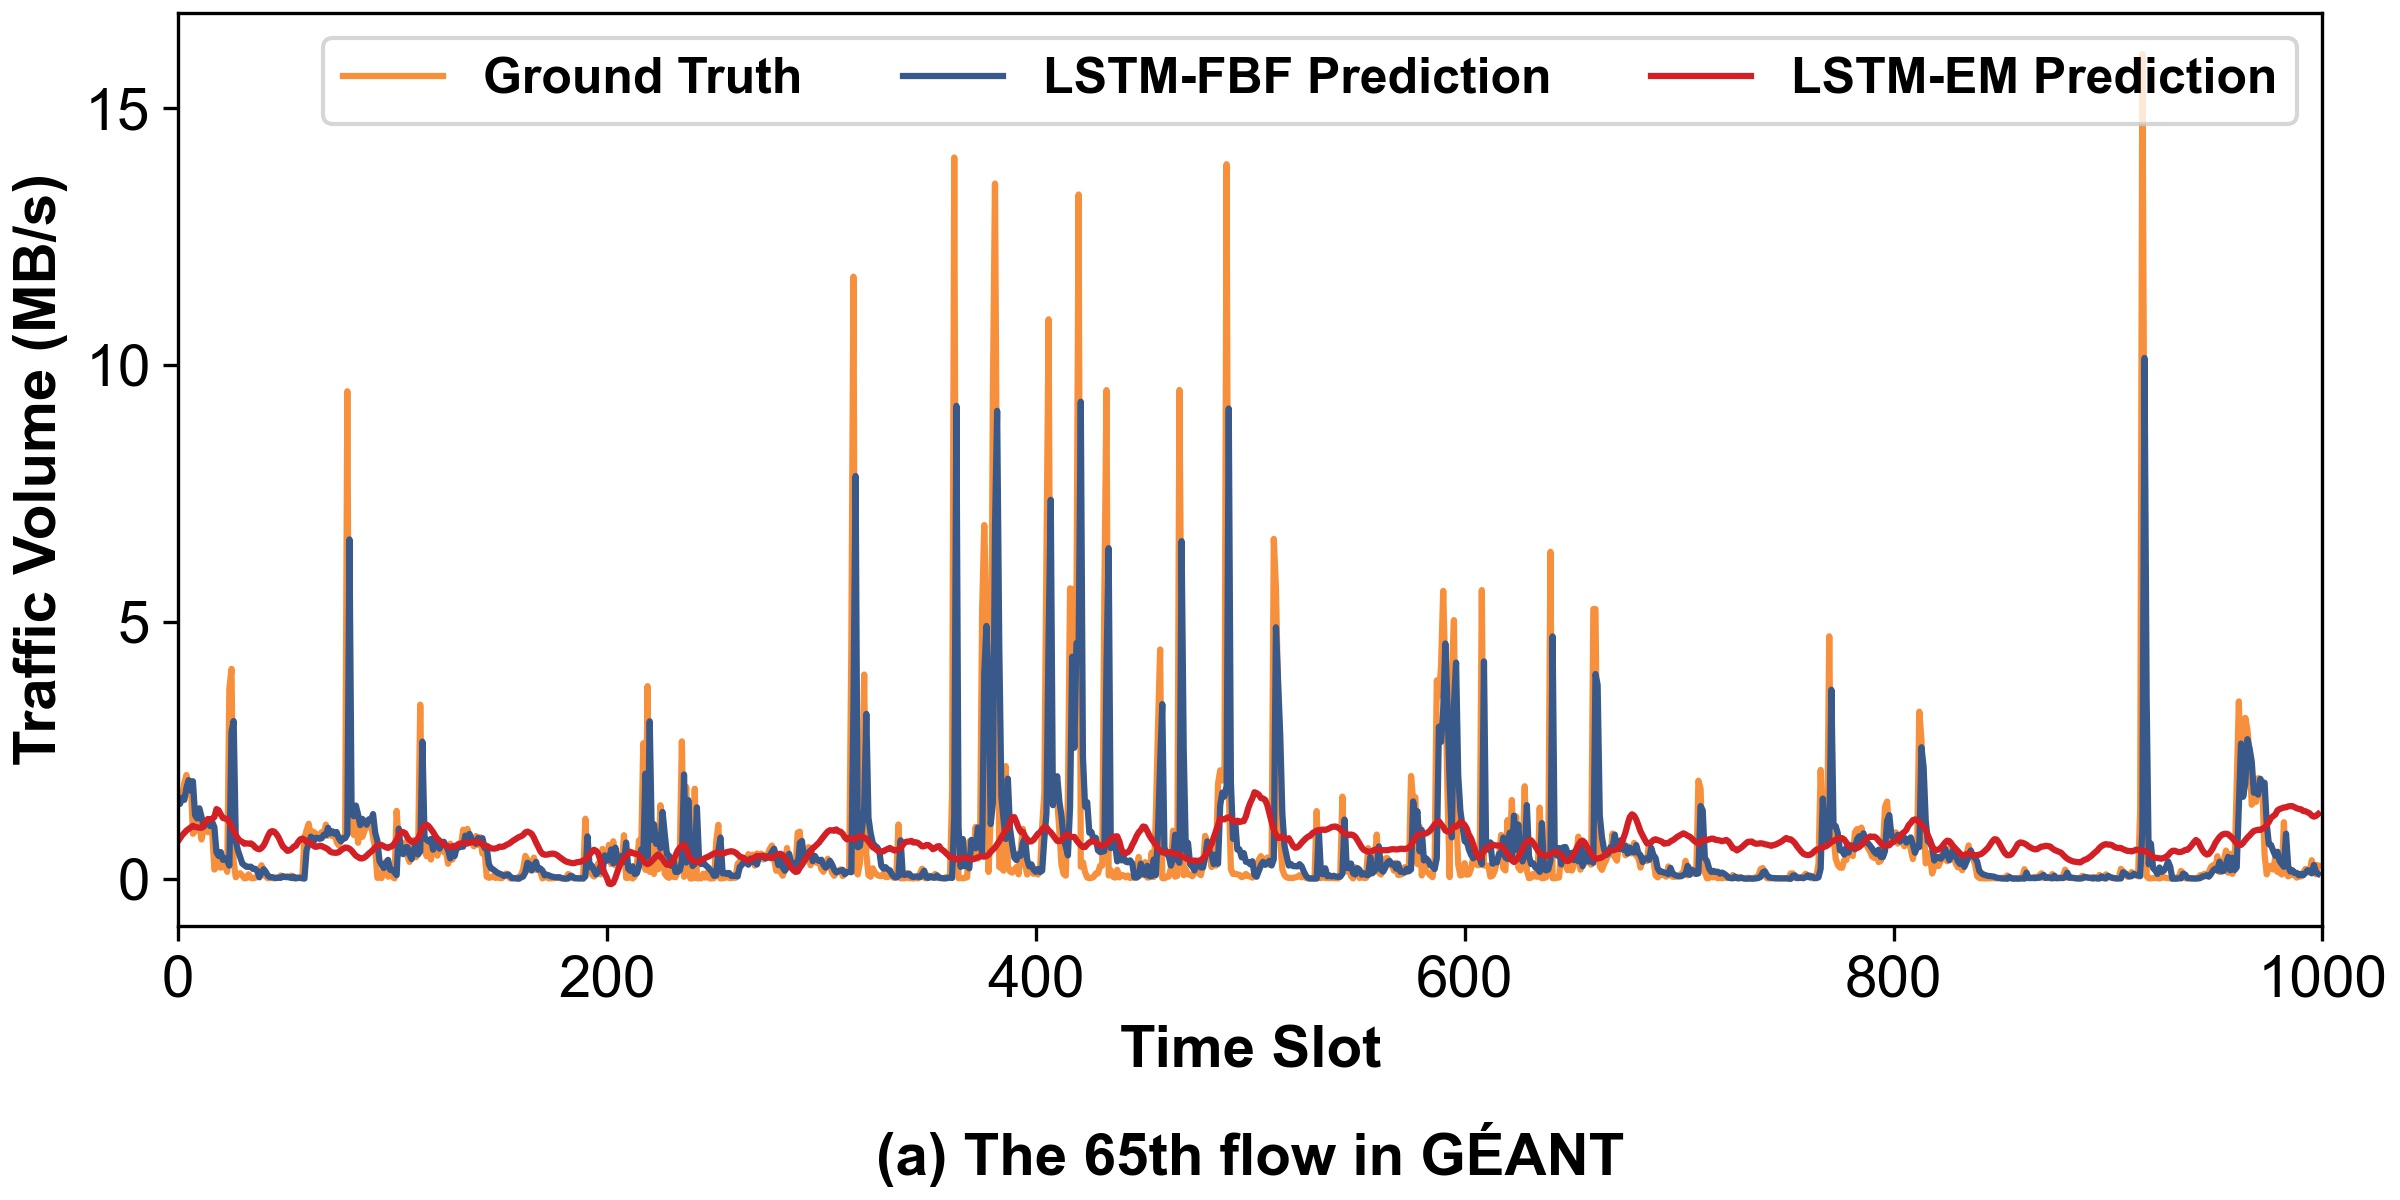 Ground Truth LSTM-FBF Prediction LSTM-EM Prediction
15
10
5
0
Traffic Volume (MB/s)
0 200 400 600 800 1000
Time Slot
(a) The 65th flow in GÉANT